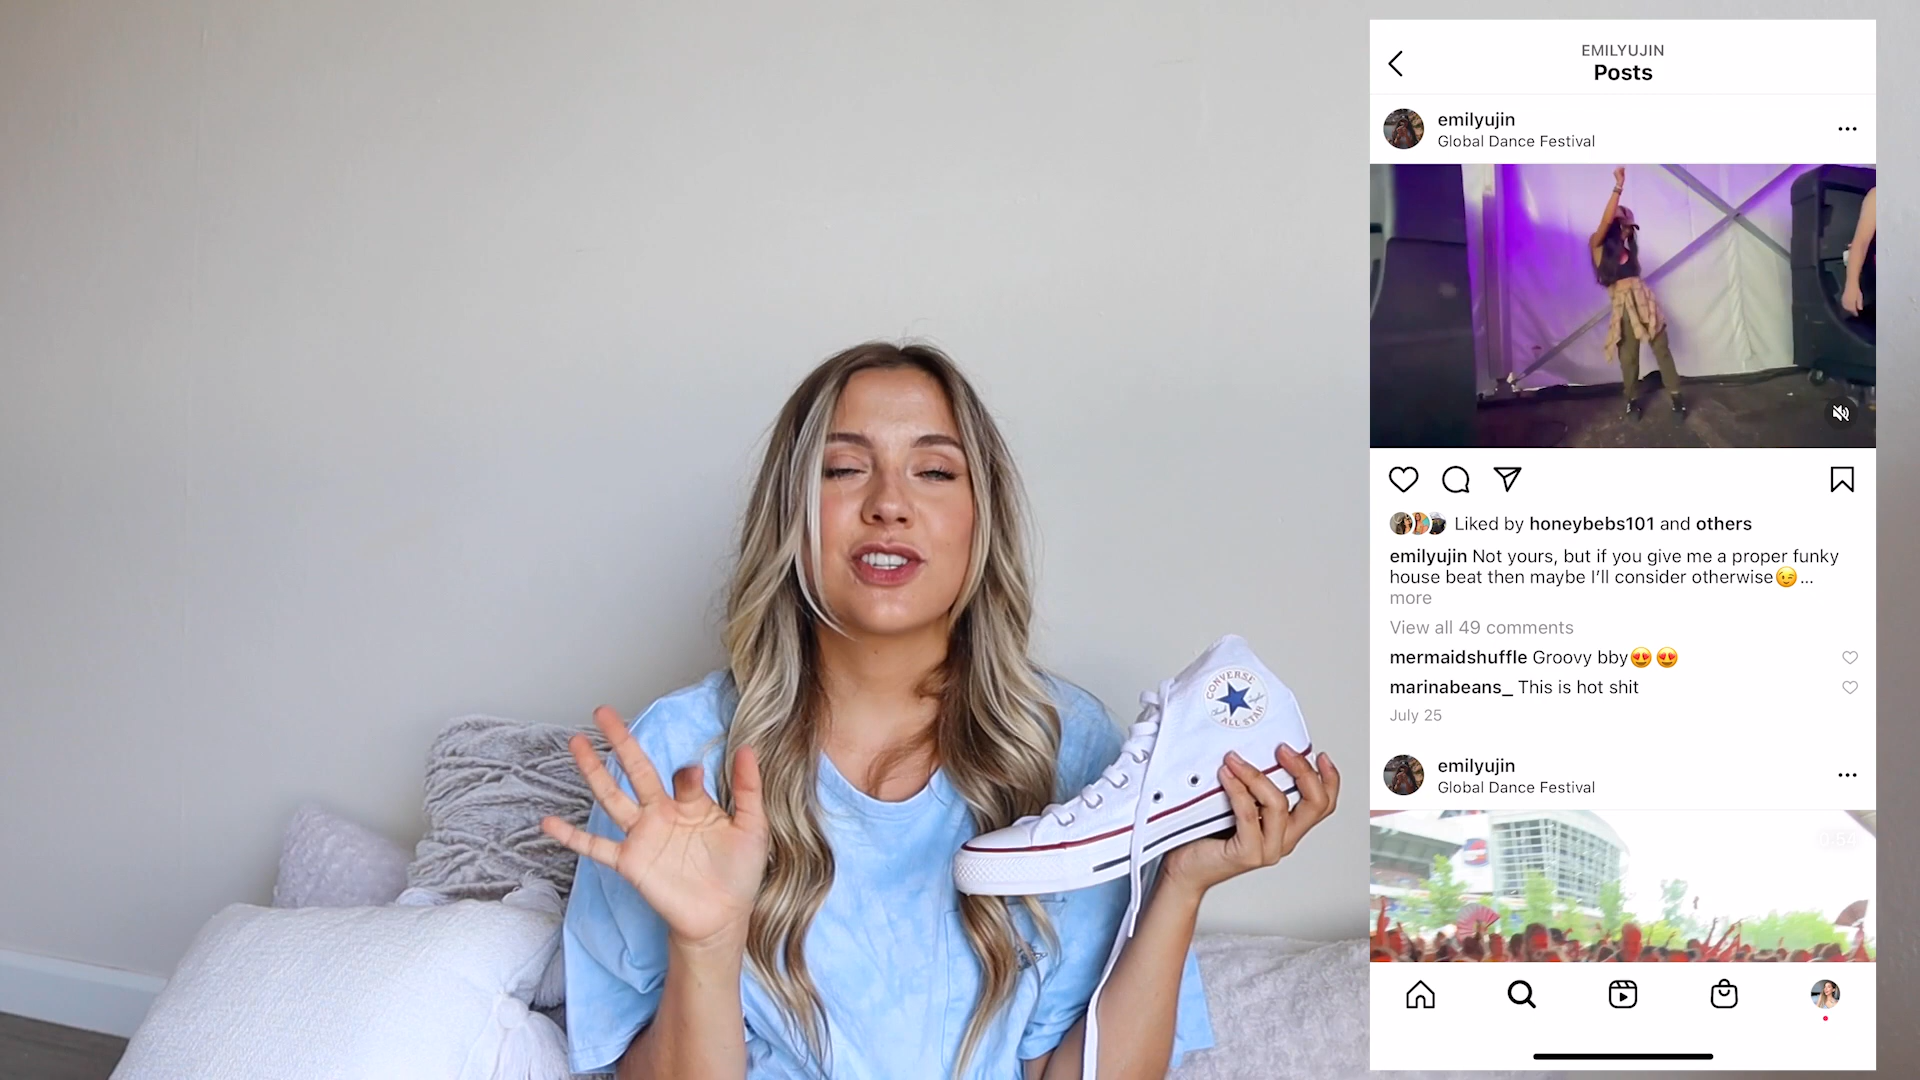 EMILYUJIN
Posts
emilyujin
Global Dance Festival
Liked by honeybebs101 and others
emilyujin Not yours, but if you give me a proper funky
house beat then maybe I'll consider otherwise😉...
more
View all 49 comments
mermaidshuffle Groovy bby😍😍
marinabeans_ This is hot shit
July 25
emilyujin
Global Dance Festival
0:54
CONVERSE
ALL STAR